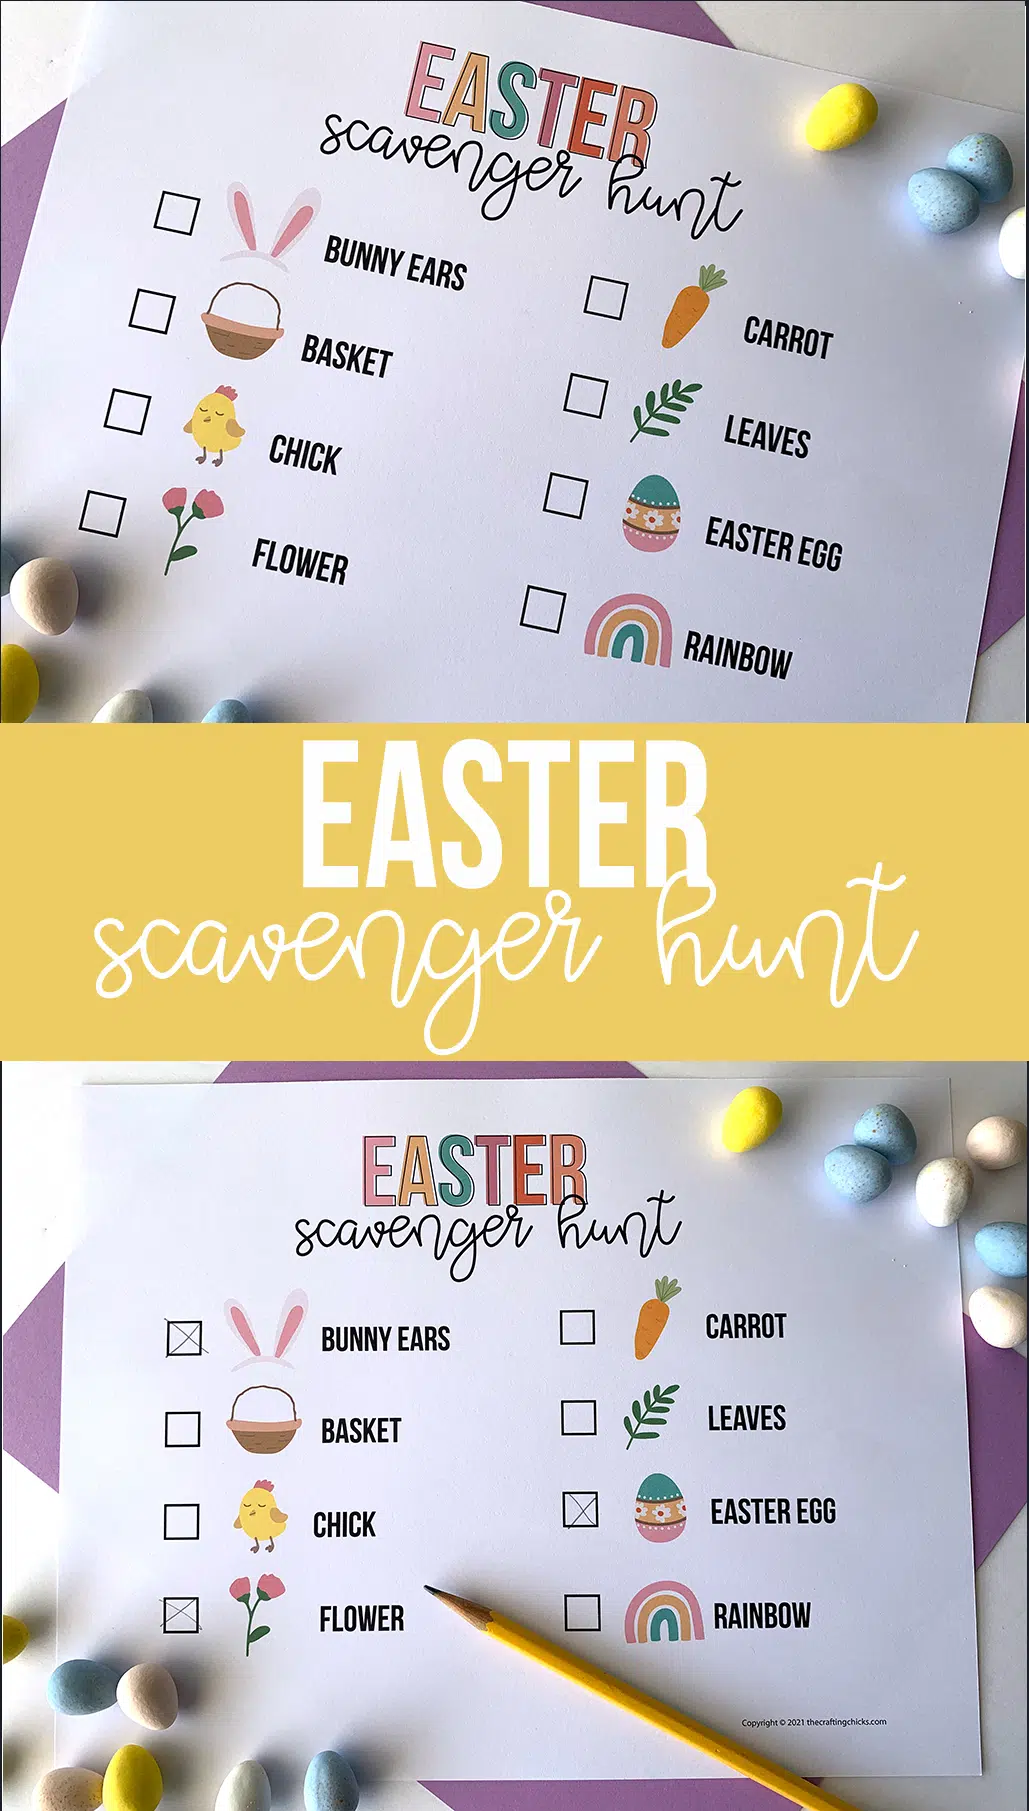 EASTER
scavenger hunt
BUNNY EARS
BASKET
CHICK
FLOWER
CARROT
LEAVES
EASTER EGG
RAINBOW
EASTER
scavenger hunt
EASTER
scavenger hunt
BUNNY EARS
BASKET
CHICK
FLOWER
CARROT
LEAVES
EASTER EGG
RAINBOW
Copyright © 2021 thecraftingchicks.com